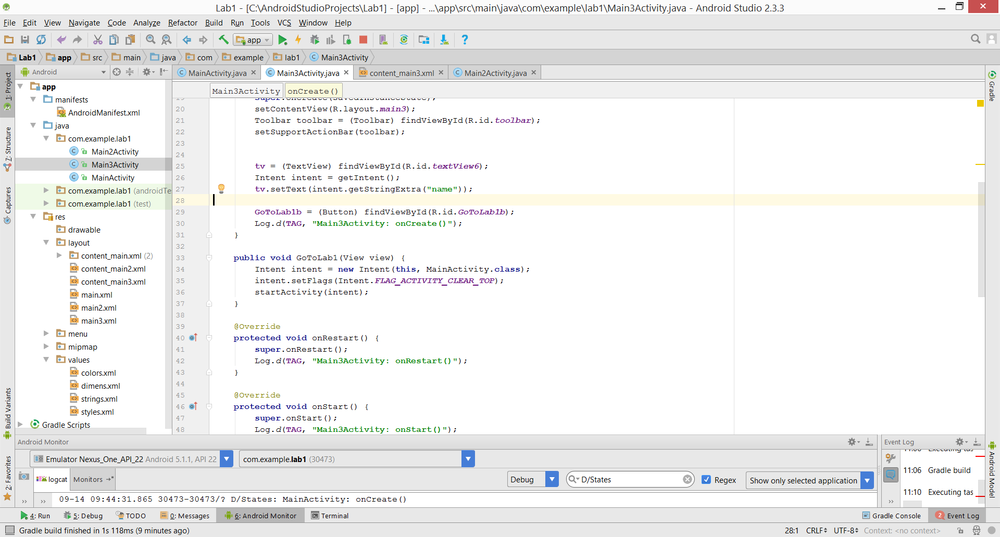 Lab1 - [C:\AndroidStudioProjects\Lab1] - [app] - ...\app\src\main\java\com\example\lab1\Main3Activity.java - Android Studio 2.3.3
File Edit View Navigate Code Analyze Refactor Build Run Tools VCS Window Help
app
Lab1 app src main java com example lab1 Main3Activity
1: Project
7: Structure
Captures
Build Variants
2: Favorites
Android
app
manifests
AndroidManifest.xml
java
com.example.lab1
Main2Activity
Main3Activity
MainActivity
com.example.lab1 (androidTe
com.example.lab1 (test)
res
drawable
layout
content_main.xml (2)
content_main2.xml
content_main3.xml
main.xml
main2.xml
main3.xml
menu
mipmap
values
colors.xml
dimens.xml
strings.xml
styles.xml
Gradle Scripts
MainActivity.java Main3Activity.java content_main3.xml Main2Activity.java
Main3Activity onCreate()
19 super.onCreate(savedInstanceState);
20 setContentView(R.layout.main3);
21 Toolbar toolbar = (Toolbar) findViewById(R.id.toolbar);
22 setSupportActionBar(toolbar);
23
24
25 tv = (TextView) findViewById(R.id.textView6);
26 Intent intent = getIntent();
27 tv.setText(intent.getStringExtra("name"));
28
29 GoToLab1b = (Button) findViewById(R.id.GoToLab1b);
30 Log.d(TAG, "Main3Activity: onCreate()");
31 }
32
33 public void GoToLab1(View view) {
34 Intent intent = new Intent(this, MainActivity.class);
35 intent.setFlags(Intent.FLAG_ACTIVITY_CLEAR_TOP);
36 startActivity(intent);
37 }
38
39 @Override
40 protected void onRestart() {
41 super.onRestart();
42 Log.d(TAG, "Main3Activity: onRestart()");
43 }
44
45 @Override
46 protected void onStart() {
47 super.onStart();
48 Log.d(TAG, "Main3Activity: onStart()");
Gradle
Android Model
Android Monitor
Emulator Nexus_One_API_22 Android 5.1.1, API 22 com.example.lab1 (30473)
logcat Monitors Debug D/States Regex Show only selected application
09-14 09:44:31.865 30473-30473/? D/States: MainActivity: onCreate()
Event Log
11:06 Executing tas
11:06 Gradle build
11:10 Executing tas
4: Run 5: Debug TODO 0: Messages 6: Android Monitor Terminal 2 Event Log Gradle Console
Gradle build finished in 1s 118ms (9 minutes ago) 28:1 CRLF UTF-8 Context: <no context>